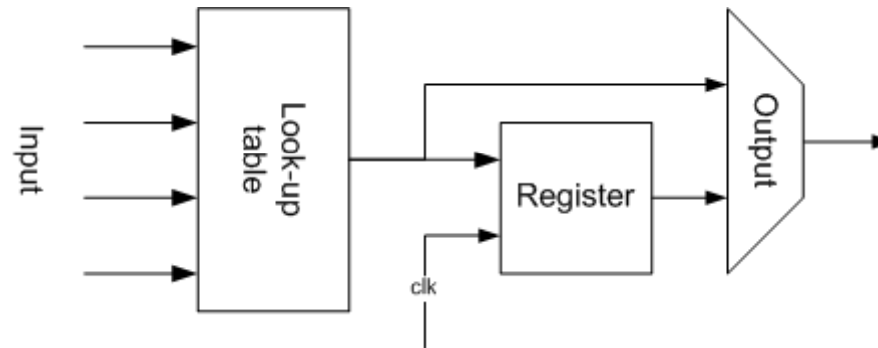 Input
Look-up
table
clk
Register
Output